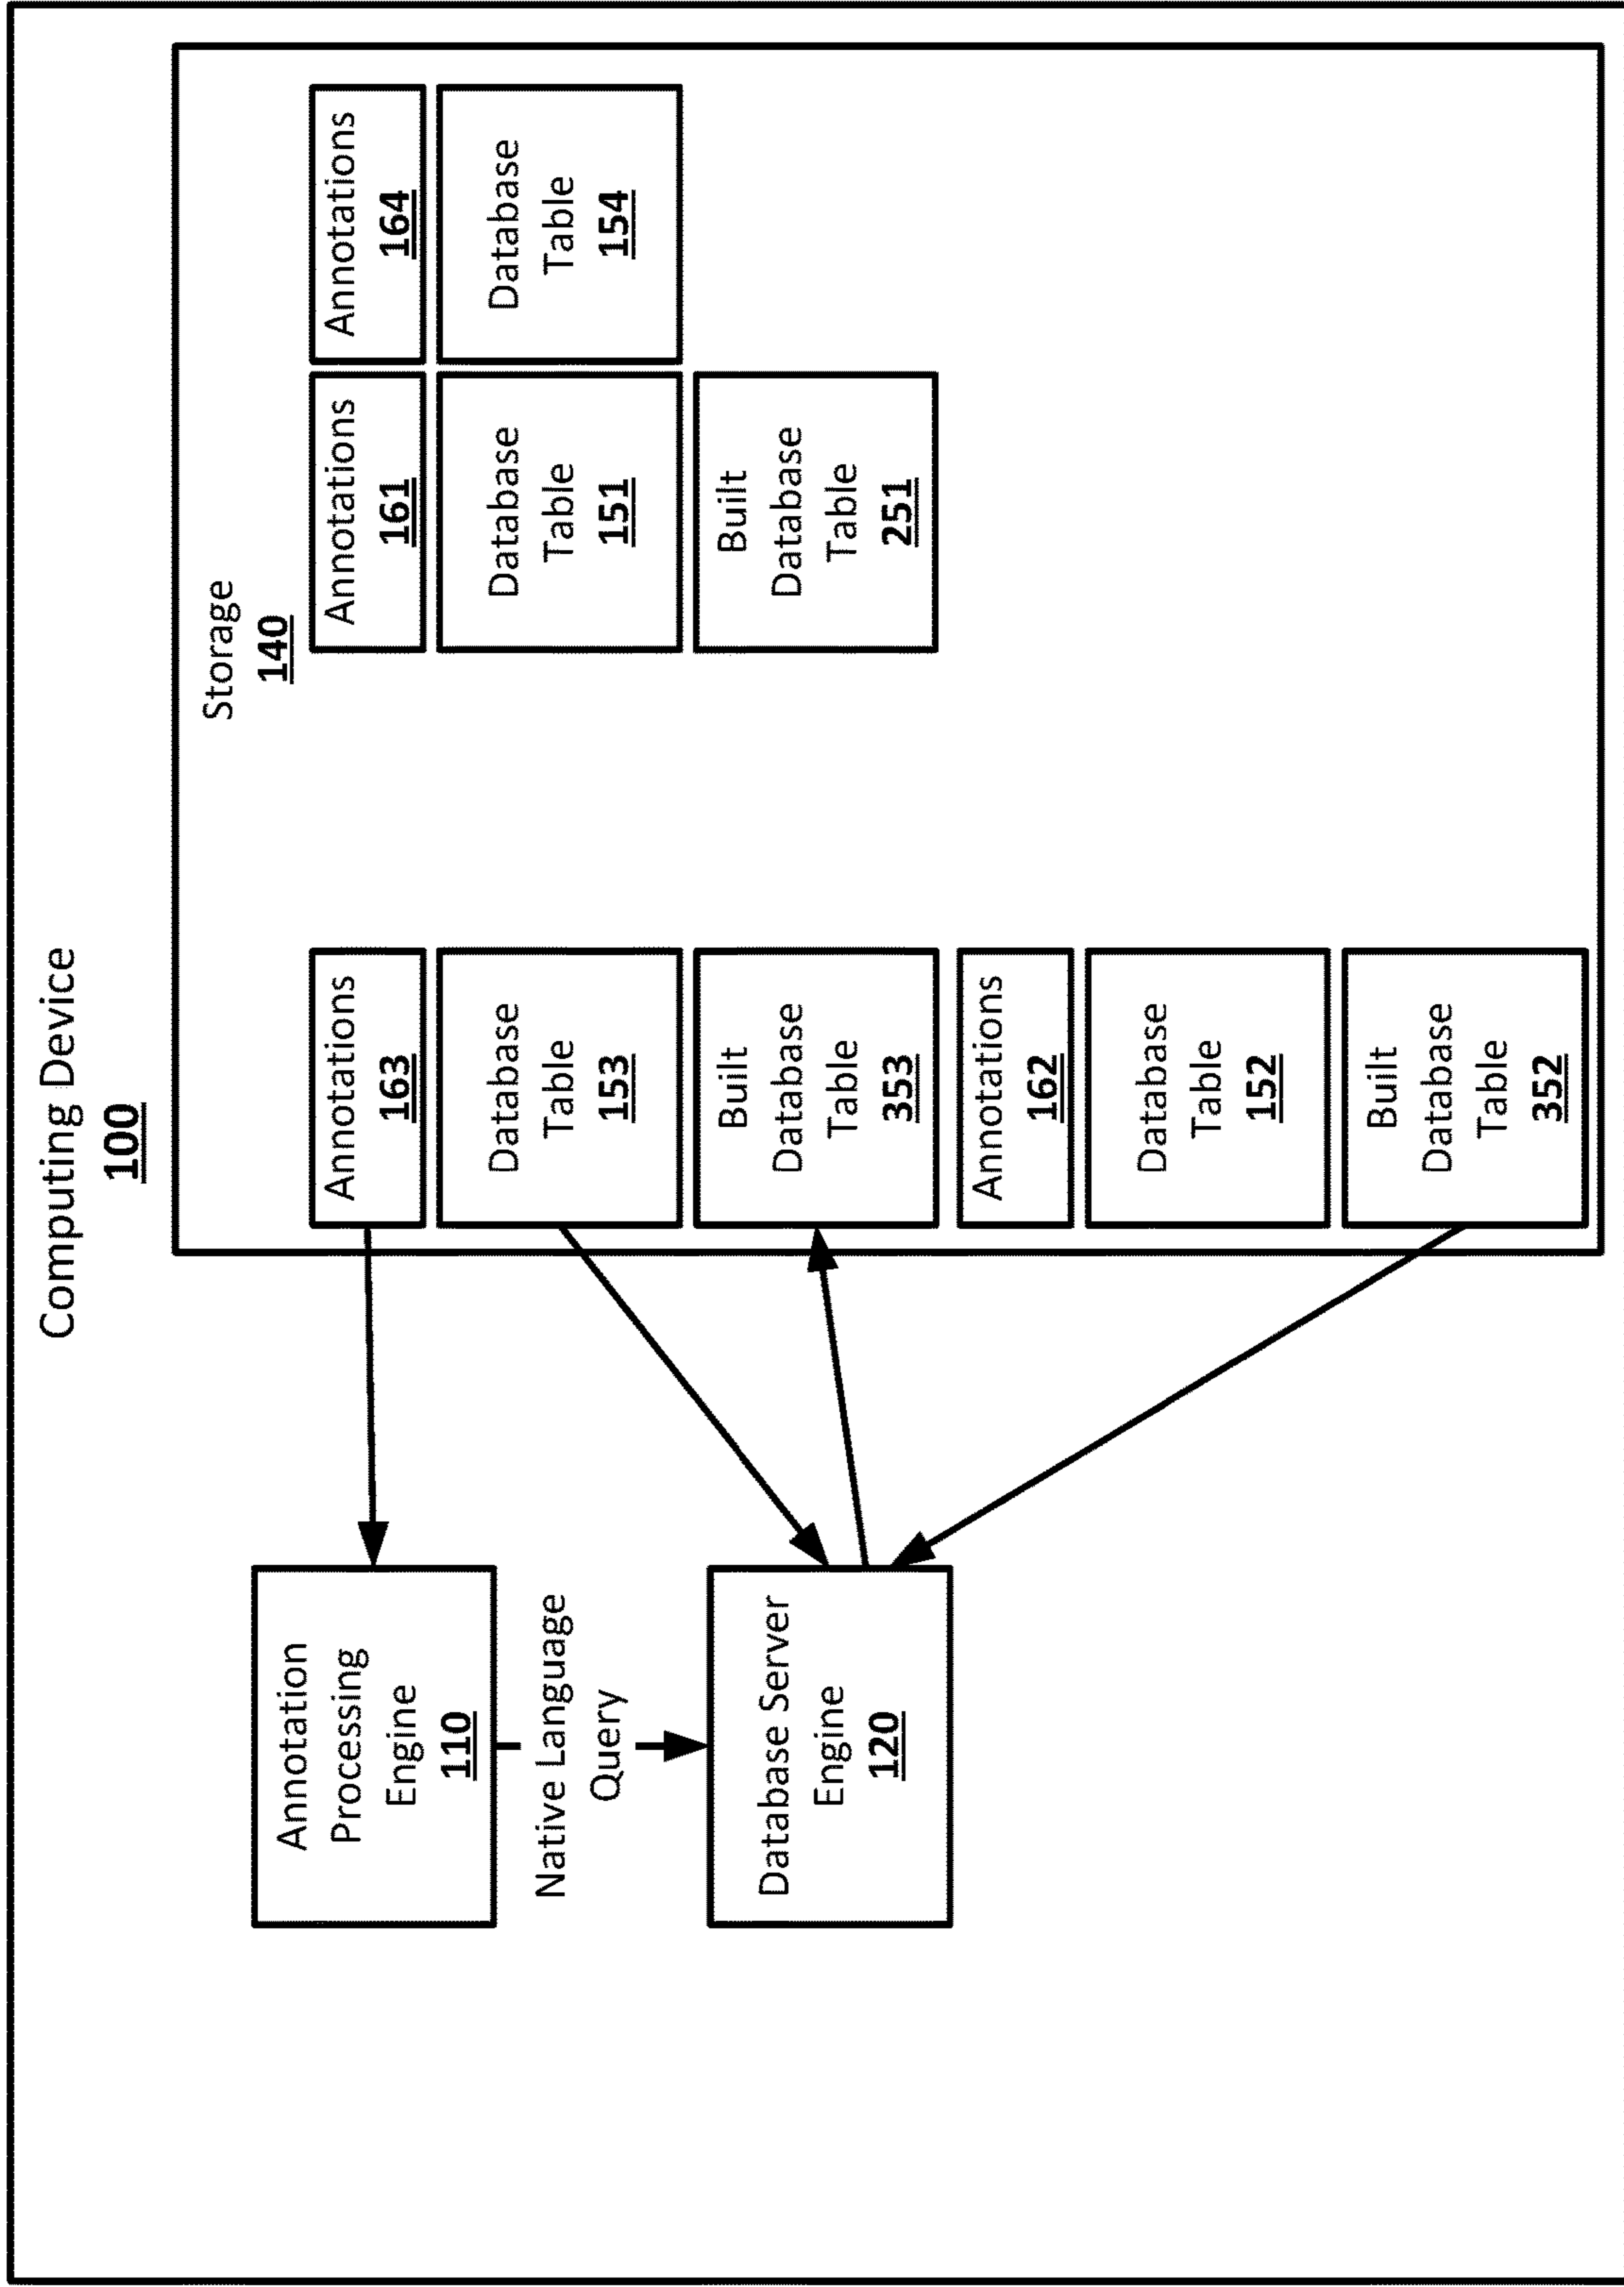 Computing Device
100
Storage
140
Annotation
Processing
Engine
110
Native Language
Query
Database Server
Engine
120
Annotations
163
Database
Table
153
Built
Database
Table
353
Annotations
162
Database
Table
152
Built
Database
Table
352
Annotations
161
Database
Table
151
Built
Database
Table
251
Annotations
164
Database
Table
154